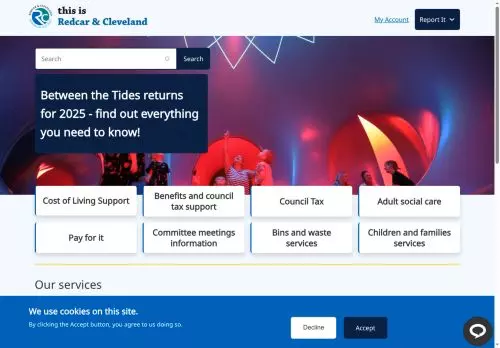 this is
Redcar & Cleveland
My Account
Report It
Search
Search
Between the Tides returns
for 2025 - find out everything
you need to know!
Cost of Living Support
Benefits and council
tax support
Council Tax
Adult social care
Pay for it
Committee meetings
information
Bins and waste
services
Children and families
services
Our services
We use cookies on this site.
By clicking the Accept button, you agree to us doing so.
Decline
Accept